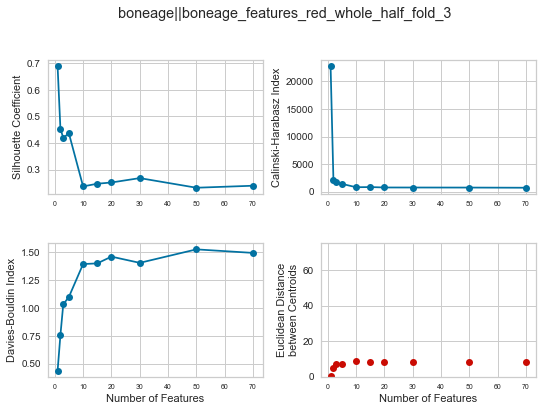 boneage||boneage_features_red_whole_half_fold_3
Silhouette Coefficient
0.7
0.6
0.5
0.4
0.3
0 10 20 30 40 50 60 70
Calinski-Harabasz Index
20000
15000
10000
5000
0
0 10 20 30 40 50 60 70
Davies-Bouldin Index
1.50
1.25
1.00
0.75
0.50
0 10 20 30 40 50 60 70
Number of Features
Euclidean Distance
between Centroids
60
40
20
0
0 10 20 30 40 50 60 70
Number of Features